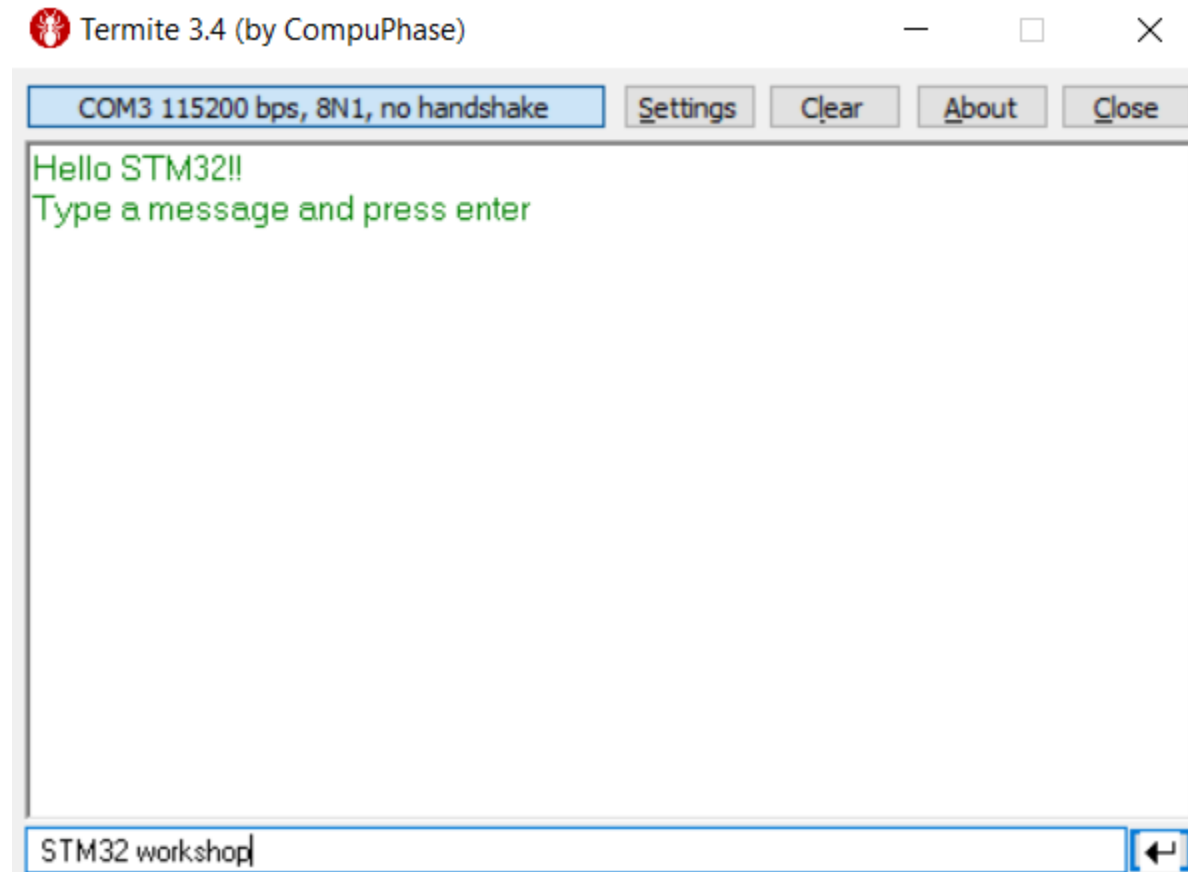 Termite 3.4 (by CompuPhase)
COM3 115200 bps, 8N1, no handshake Settings Clear About Close
Hello STM32!!
Type a message and press enter
STM32 workshop